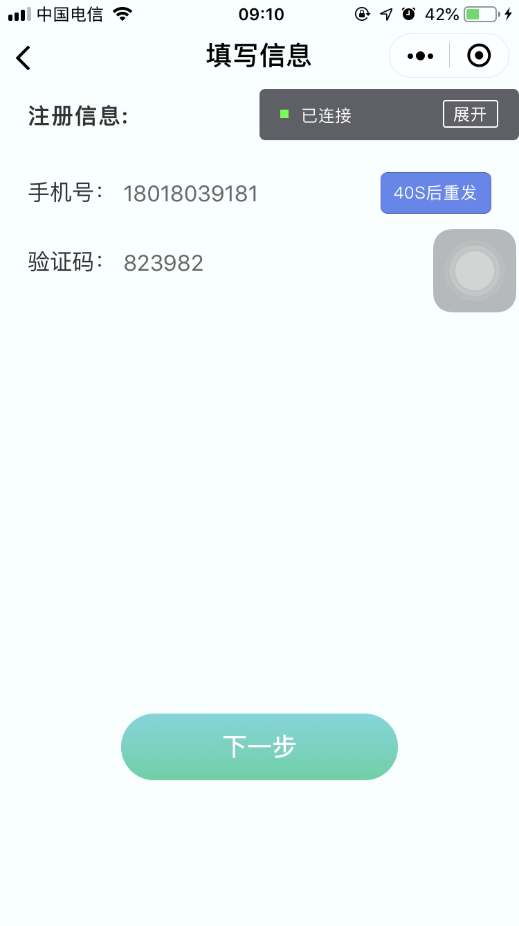 中国电信 09:10 42%
填写信息
注册信息:
已连接 展开
手机号: 18018039181 40S后重发
验证码: 823982
下一步